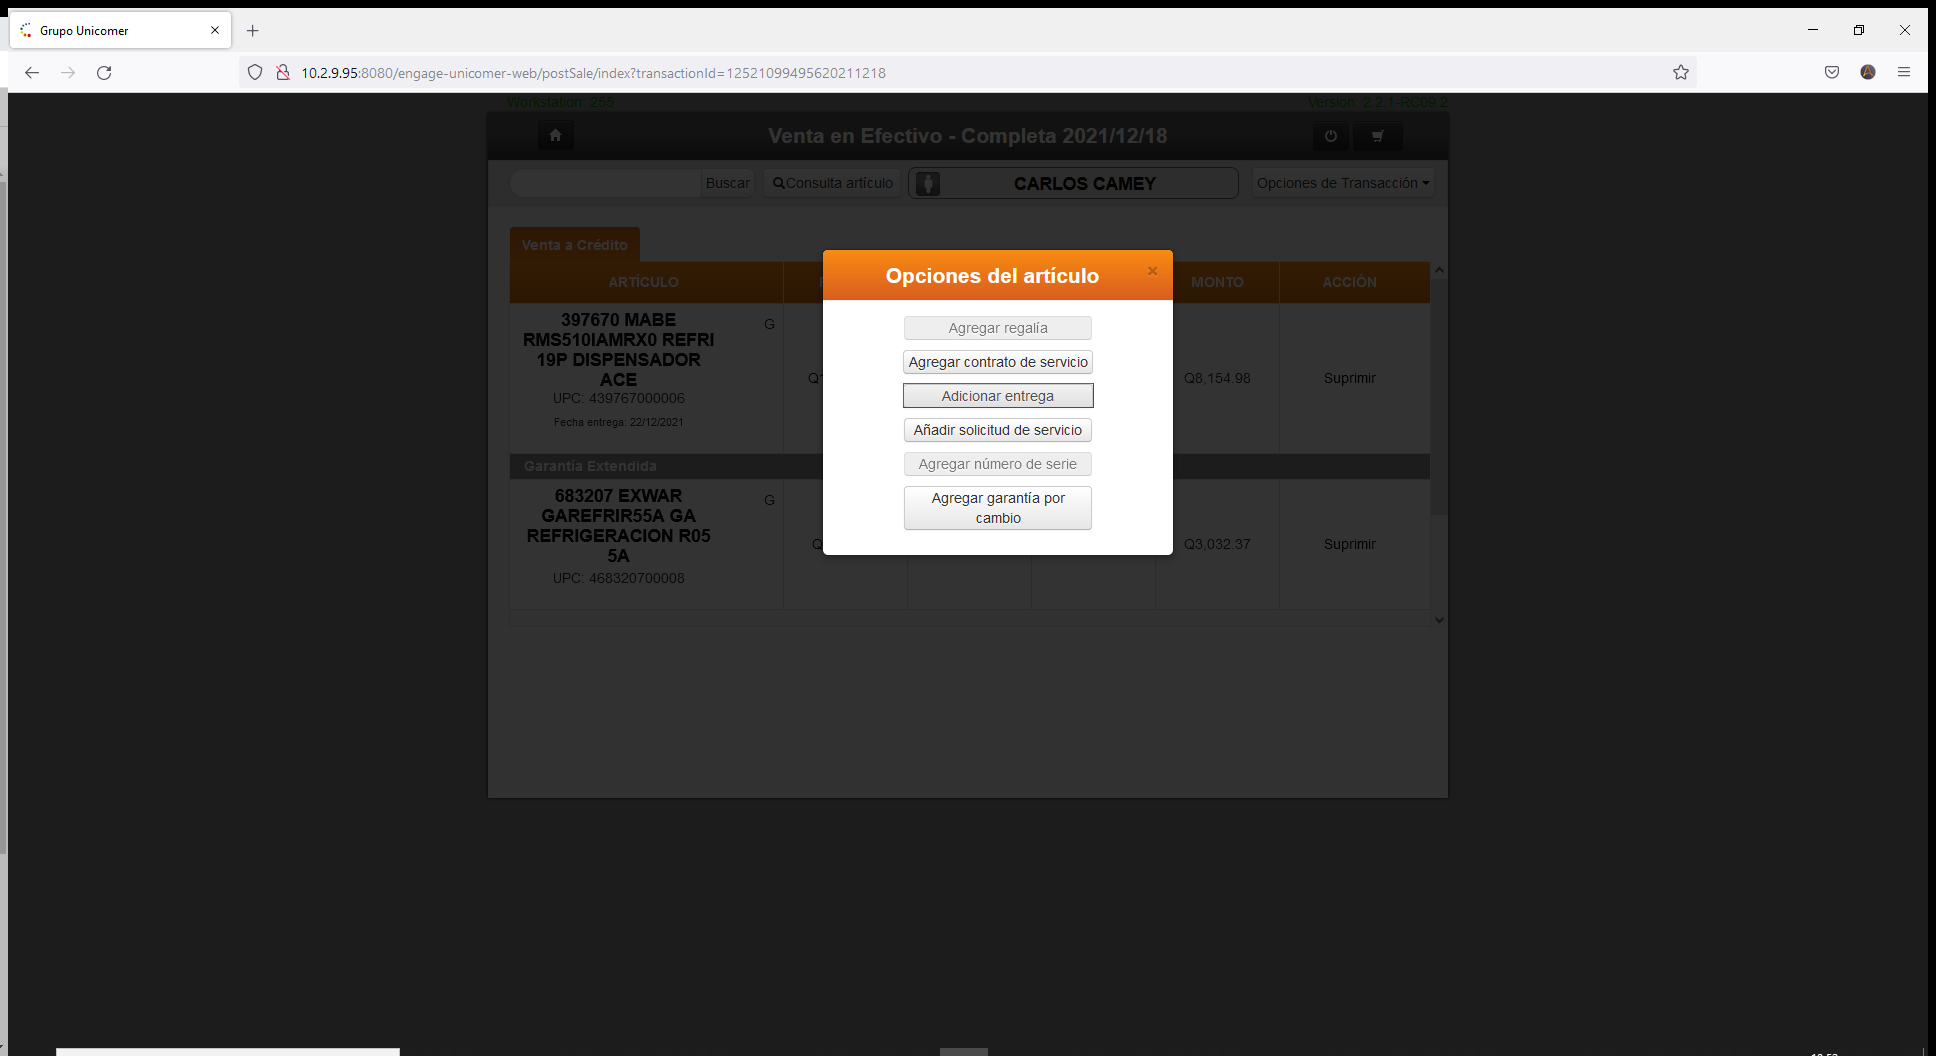 Grupo Unicomer
10.2.9.95:8080/engage-unicomer-web/postSale/index?transactionId=12521099495620211218
Workstation: 255
Version: 2.2.1-RC09.2
Venta en Efectivo - Completa 2021/12/18
Buscar
Consulta artículo
CARLOS CAMEY
Opciones de Transacción
Venta a Crédito
ARTÍCULO
MONTO
ACCIÓN
397670 MABE
RMS510IAMRX0 REFRI
19P DISPENSADOR
ACE
G
UPC: 439767000006
Fecha entrega: 22/12/2021
Q8,154.98
Suprimir
Garantía Extendida
683207 EXWAR
GAREFRIR55A GA
REFRIGERACION R05
5A
G
UPC: 468320700008
Q3,032.37
Suprimir
Opciones del artículo
×
Agregar regalía
Agregar contrato de servicio
Adicionar entrega
Añadir solicitud de servicio
Agregar número de serie
Agregar garantía por
cambio